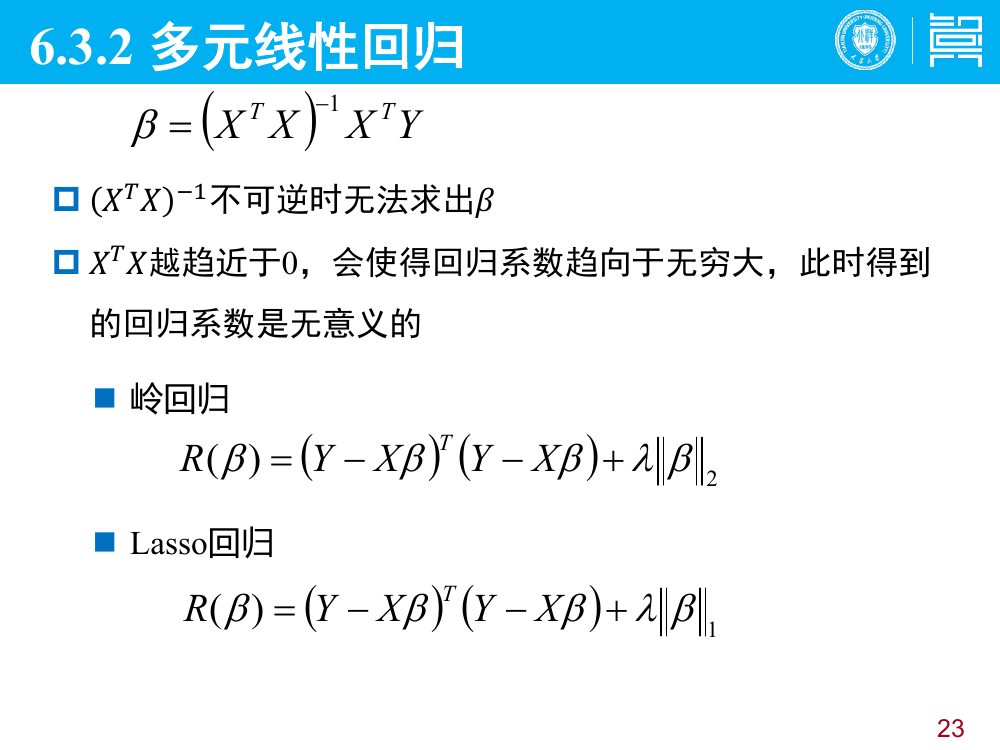 6.3.2 多元线性回归
β = (X^T X)^{-1} X^T Y
(X^T X)^{-1}不可逆时无法求出β
X^T X越趋近于0，会使得回归系数趋向于无穷大，此时得到
的回归系数是无意义的
岭回归
R(β) = (Y − Xβ)^T (Y − Xβ) + λ‖β‖_2
Lasso回归
R(β) = (Y − Xβ)^T (Y − Xβ) + λ‖β‖_1
23